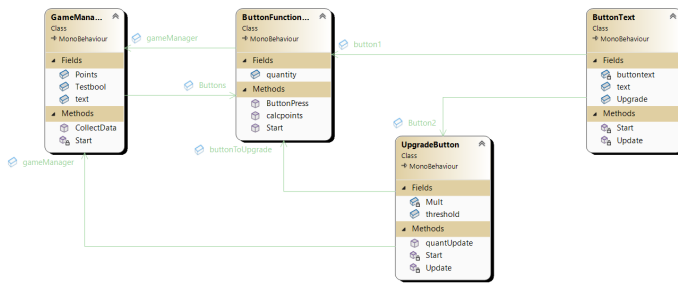 GameMana...
Class
MonoBehaviour
Fields
Points
Testbool
text
Methods
CollectData
Start
gameManager
Buttons
ButtonFunction...
Class
MonoBehaviour
Fields
quantity
Methods
ButtonPress
calcpoints
Start
button1
ButtonText
Class
MonoBehaviour
Fields
buttontext
text
Upgrade
Methods
Start
Update
Button2
buttonToUpgrade
gameManager
UpgradeButton
Class
MonoBehaviour
Fields
Mult
threshold
Methods
quantUpdate
Start
Update